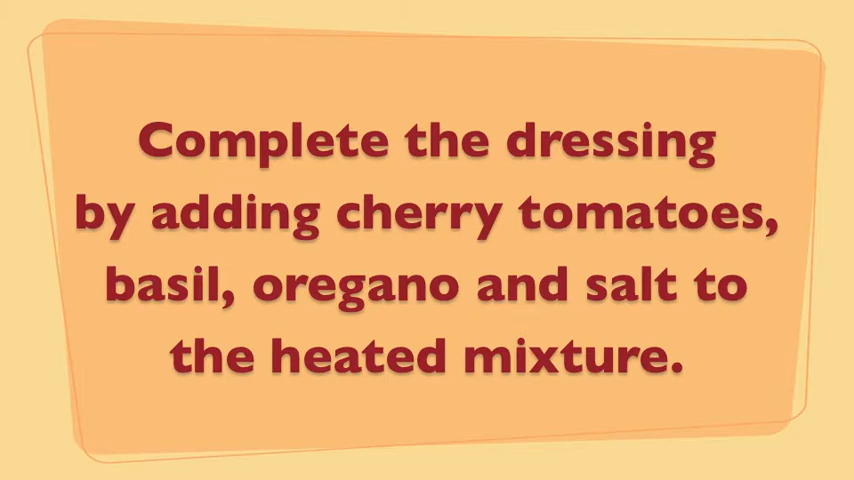 Complete the dressing
by adding cherry tomatoes,
basil, oregano and salt to
the heated mixture.